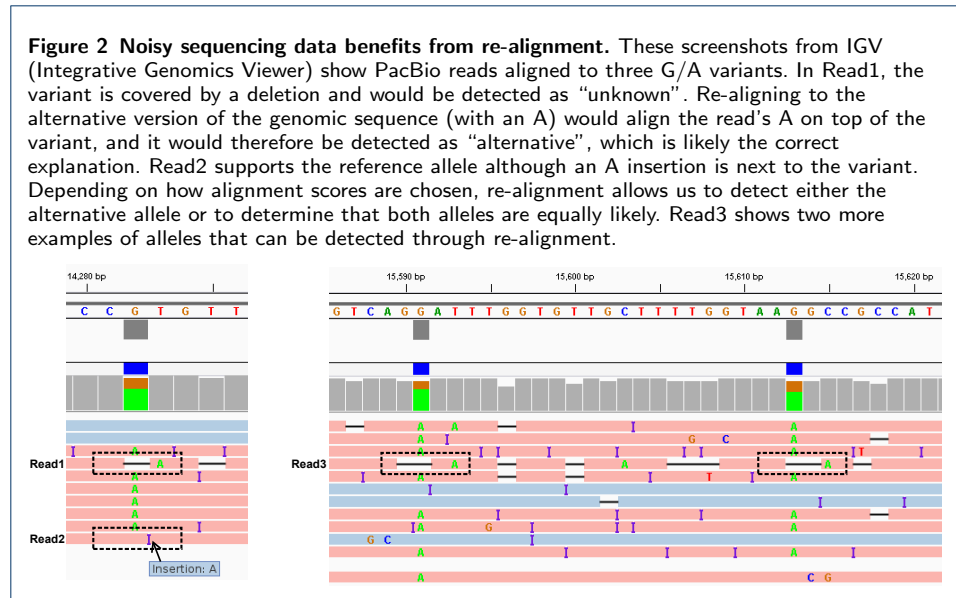 Figure 2 Noisy sequencing data benefits from re-alignment. These screenshots from IGV
(Integrative Genomics Viewer) show PacBio reads aligned to three G/A variants. In Read1, the
variant is covered by a deletion and would be detected as “unknown”. Re-aligning to the
alternative version of the genomic sequence (with an A) would align the read’s A on top of the
variant, and it would therefore be detected as “alternative”, which is likely the correct
explanation. Read2 supports the reference allele although an A insertion is next to the variant.
Depending on how alignment scores are chosen, re-alignment allows us to detect either the
alternative allele or to determine that both alleles are equally likely. Read3 shows two more
examples of alleles that can be detected through re-alignment.
14,280 bp
C C G T G T T
A
I I I
Read1 A
A I
A
A
A
A I
Read2 I
Insertion: A
15,590 bp 15,600 bp 15,610 bp 15,620 bp
G T C A G G A T T T G G T G T T G C T T T T G G T A A G G C C G C C A T
A A I A
A I G C A
A I I I I I A I T I
Read3 A A A
I A I T I A
I I
I I
A I I I A
I A G I I I A
G C I
A I I I A I
A C G